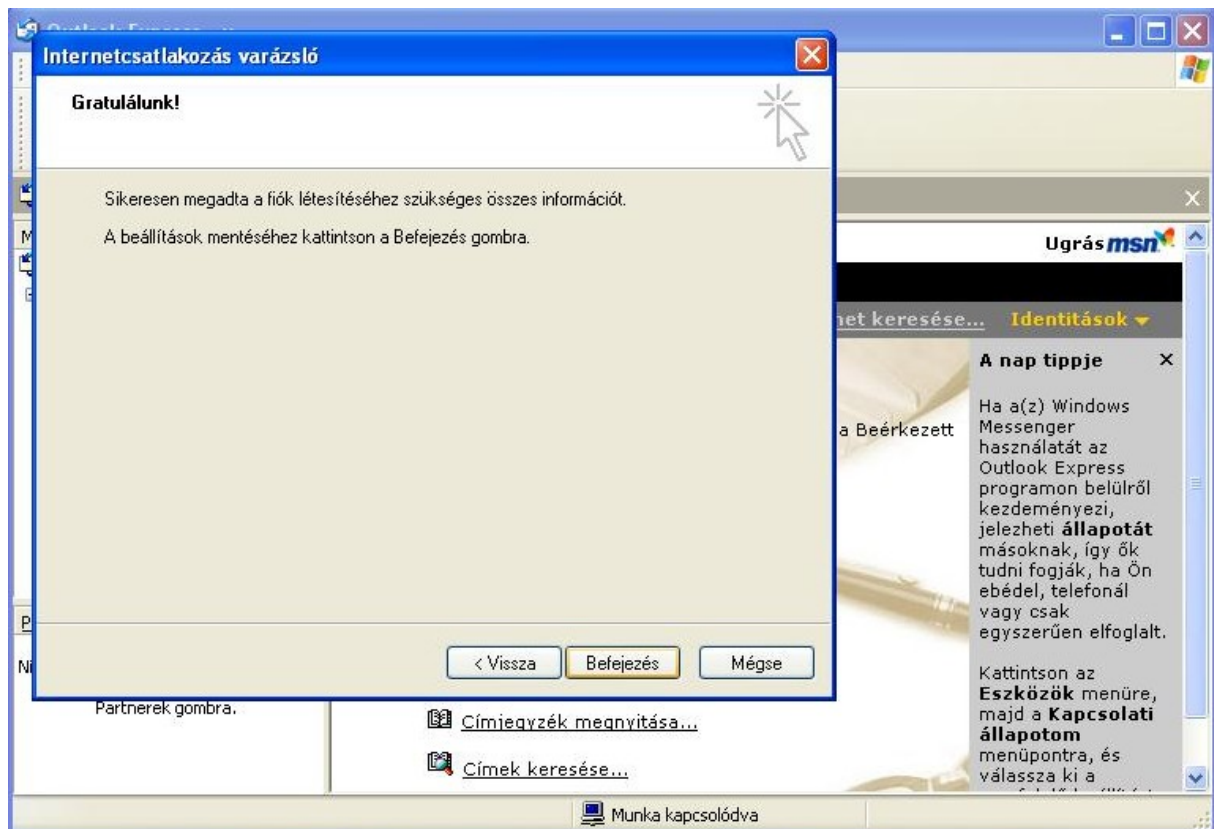 Outlook Express
Internetcsatlakozás varázsló
Gratulálunk!
Sikeresen megadta a fiók létesítéséhez szükséges összes információt.
A beállítások mentéséhez kattintson a Befejezés gombra.
< Vissza
Befejezés
Mégse
Ugrás msn
keresése...
Identitások
a Beérkezett
A nap tippje
Ha a(z) Windows
Messenger
használatát az
Outlook Express
programon belülről
kezdeményezi,
jelezheti állapotát
másoknak, így ők
tudni fogják, ha Ön
ebédel, telefonál
vagy csak
egyszerűen elfoglalt.
Kattintson az
Eszközök menüre,
majd a Kapcsolati
állapotom
menüpontra, és
válassza ki a
Partnerek gombra.
Címjegyzék megnyitása...
Címek keresése...
Munka kapcsolódva